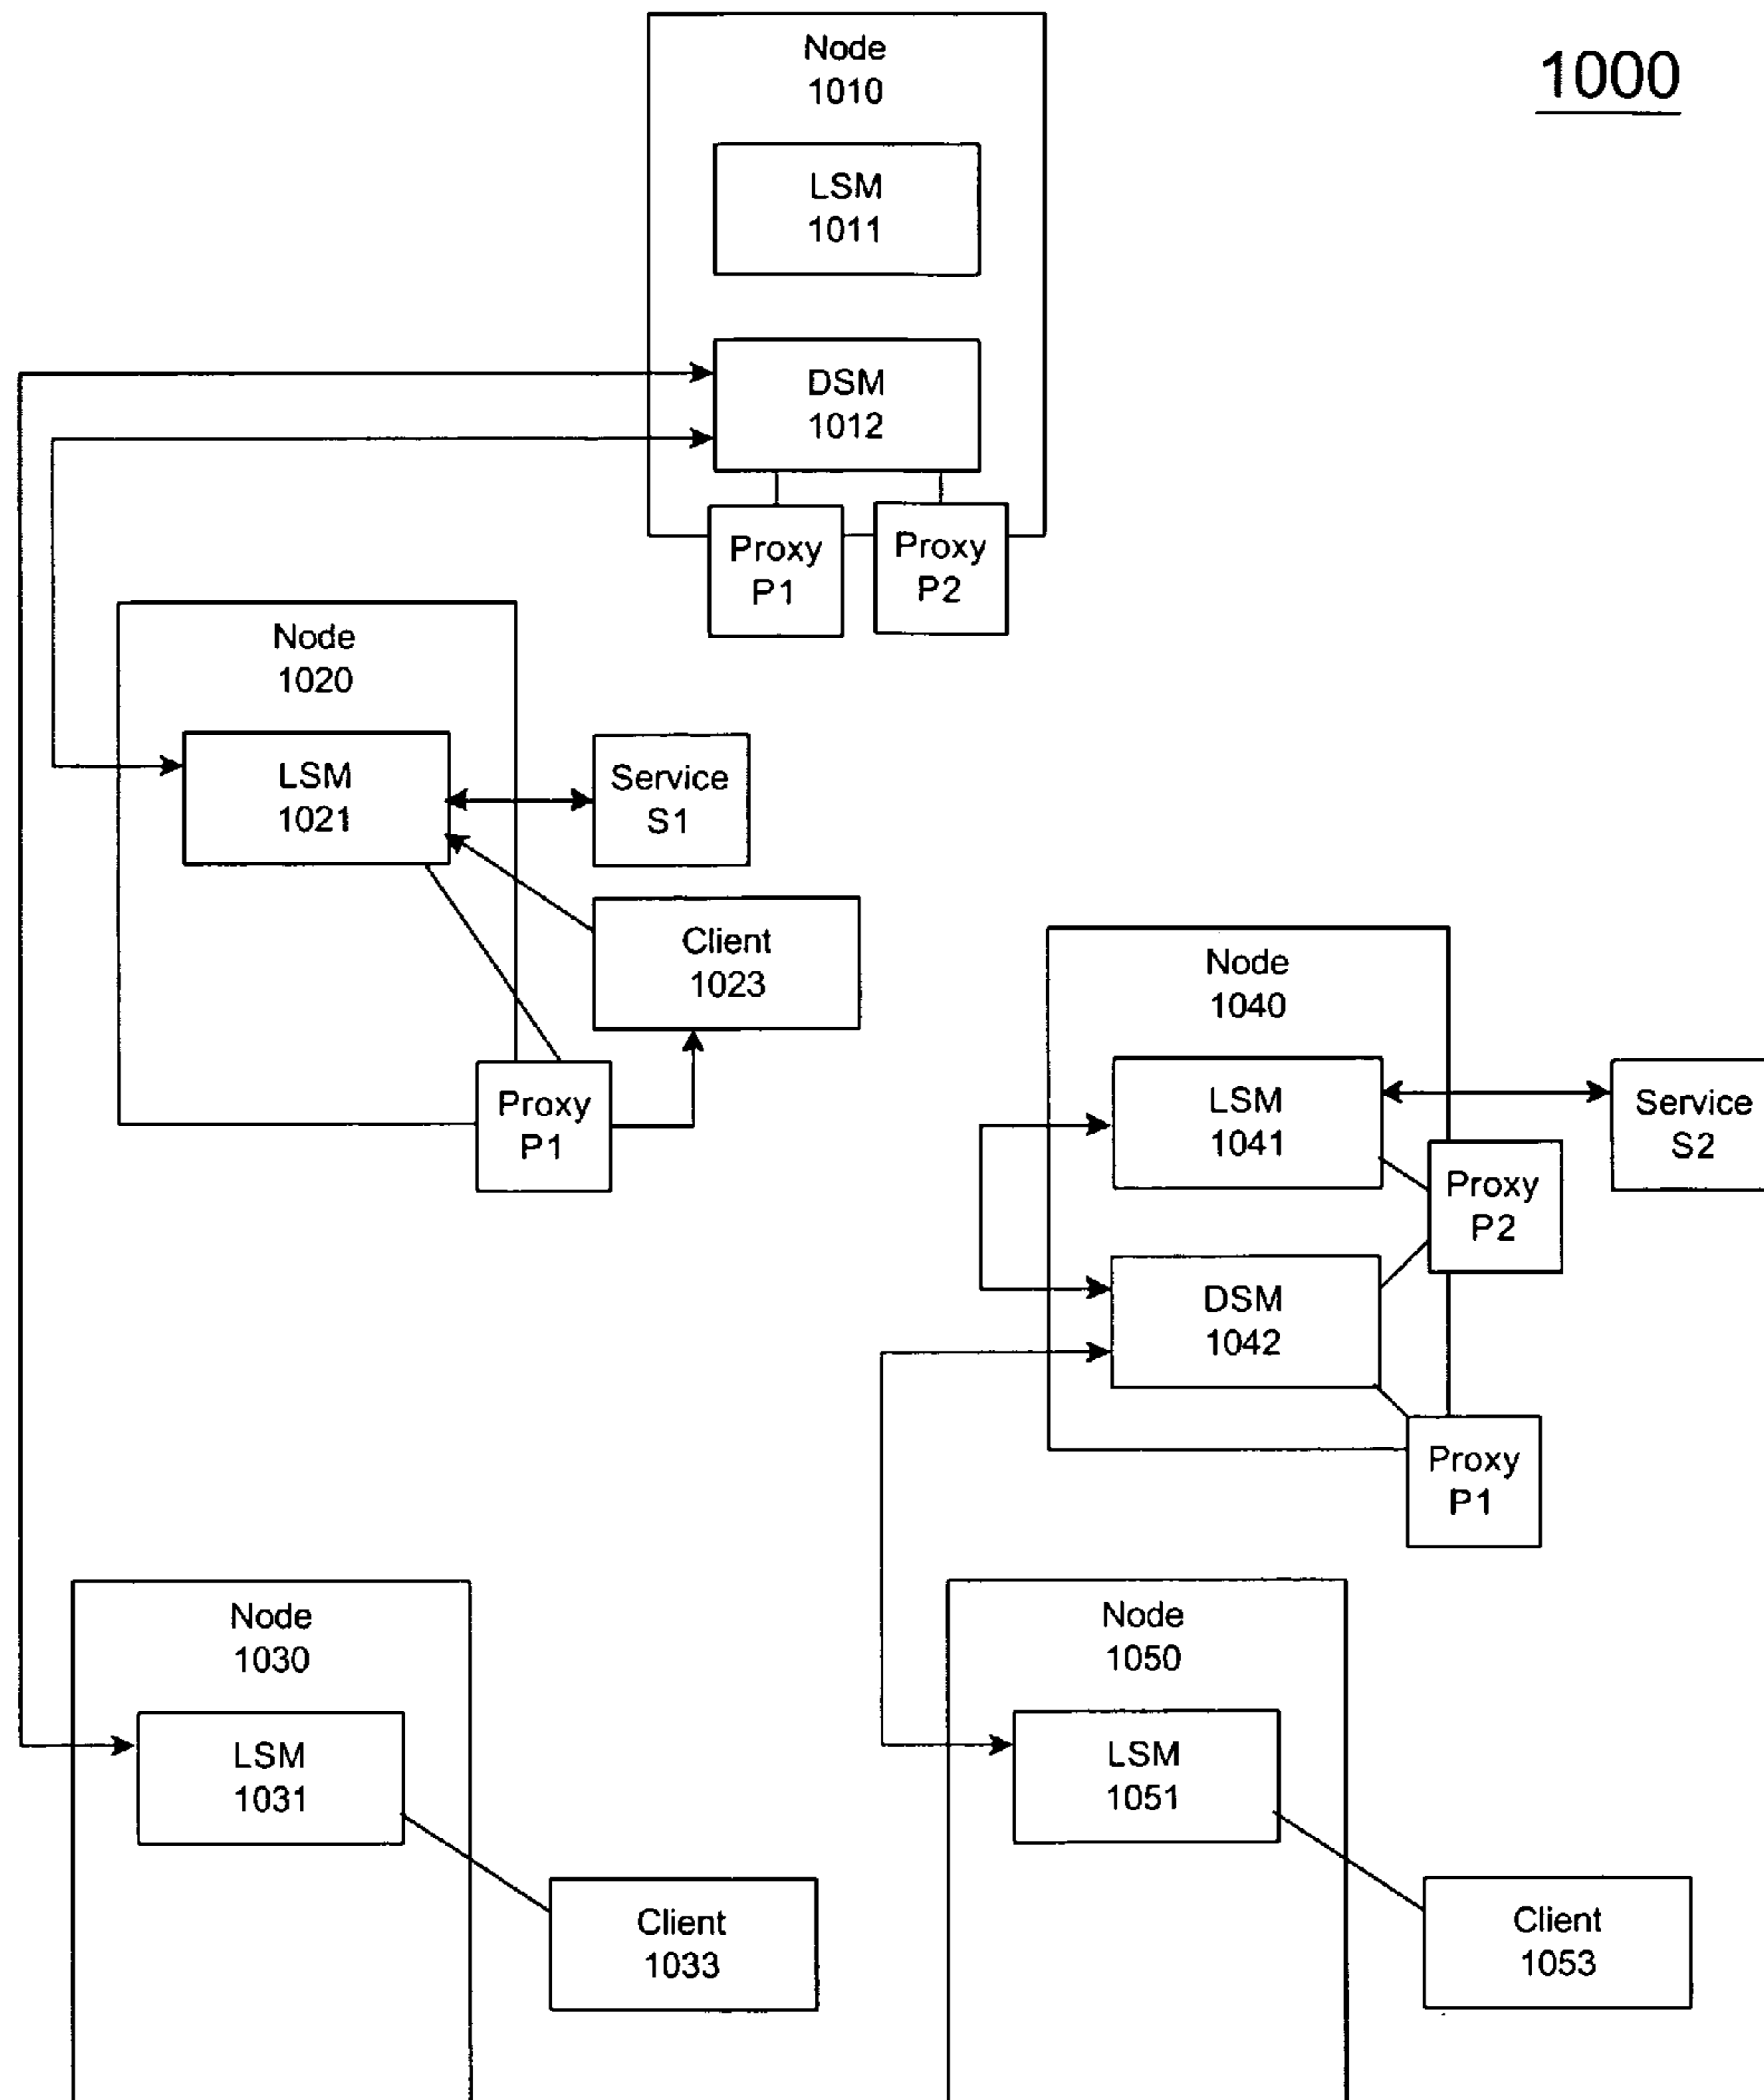 1000
Node
1010
LSM
1011
DSM
1012
Proxy
P1
Proxy
P2
Node
1020
LSM
1021
Service
S1
Client
1023
Proxy
P1
Node
1040
LSM
1041
Service
S2
Proxy
P2
DSM
1042
Proxy
P1
Node
1030
LSM
1031
Client
1033
Node
1050
LSM
1051
Client
1053